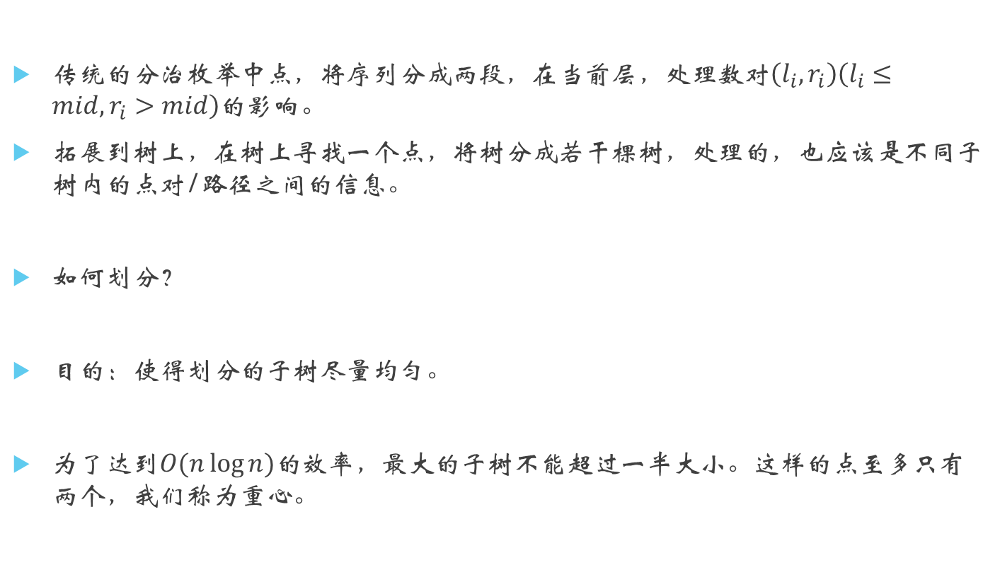 传统的分治枚举中点，将序列分成两段，在当前层，处理数对(lᵢ,rᵢ)(lᵢ ≤
mid,rᵢ > mid)的影响。
拓展到树上，在树上寻找一个点，将树分成若干棵树，处理的，也应该是不同子
树内的点对/路径之间的信息。
如何划分?
目的：使得划分的子树尽量均匀。
为了达到O(n log n)的效率，最大的子树不能超过一半大小。这样的点至多只有
两个，我们称为重心。